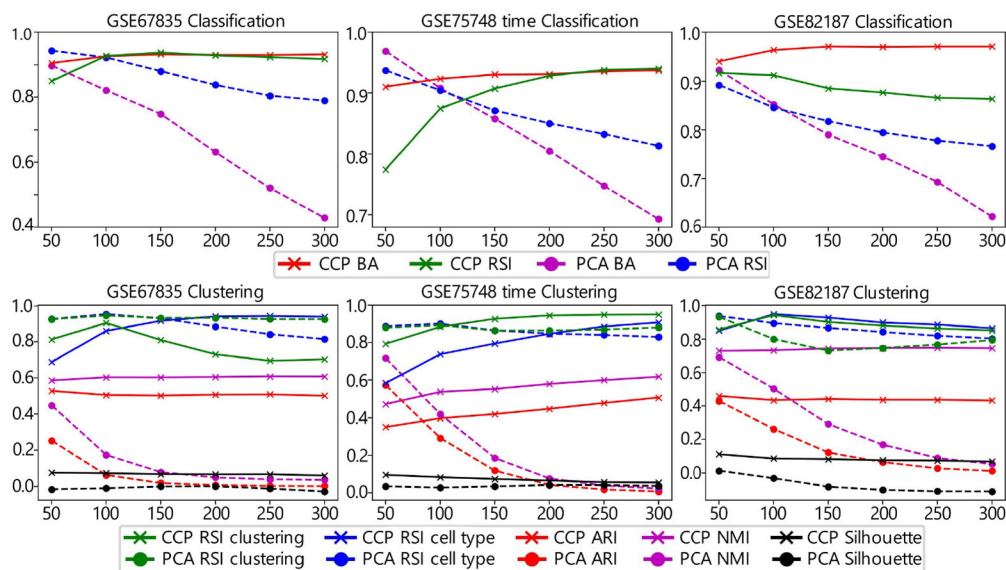 GSE67835 Classification
GSE75748 time Classification
GSE82187 Classification
1.0
0.9
0.8
0.6
0.4
50 100 150 200 250 300
1.0
0.9
0.8
0.7
50 100 150 200 250 300
1.0
0.9
0.8
0.7
0.6
50 100 150 200 250 300
CCP BA CCP RSI PCA BA PCA RSI
GSE67835 Clustering
GSE75748 time Clustering
GSE82187 Clustering
1.0
0.8
0.6
0.4
0.2
0.0
50 100 150 200 250 300
1.0
0.8
0.6
0.4
0.2
0.0
50 100 150 200 250 300
1.0
0.8
0.6
0.4
0.2
0.0
50 100 150 200 250 300
CCP RSI clustering CCP RSI cell type CCP ARI CCP NMI CCP Silhouette
PCA RSI clustering PCA RSI cell type PCA ARI PCA NMI PCA Silhouette